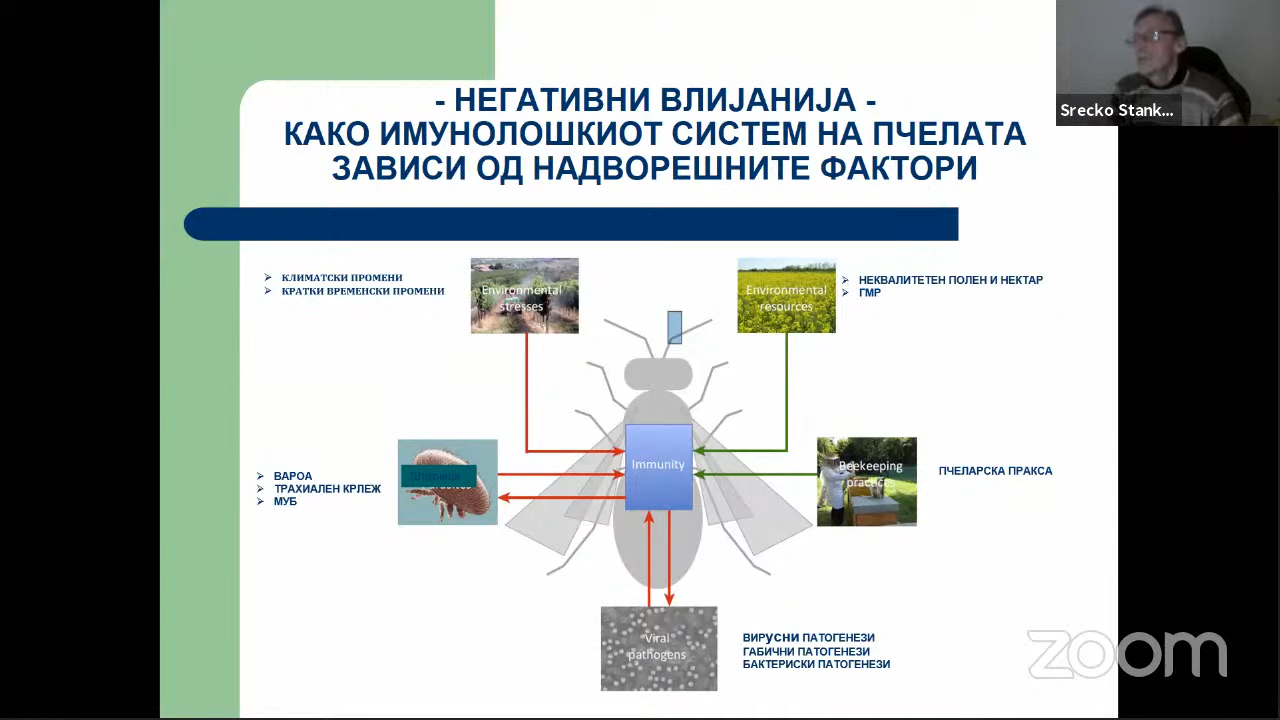 - НЕГАТИВНИ ВЛИЈАНИЈА -
КАКО ИМУНОЛОШКИОТ СИСТЕМ НА ПЧЕЛАТА
ЗАВИСИ ОД НАДВОРЕШНИТЕ ФАКТОРИ
Srecko Stank...
КЛИМАТСКИ ПРОМЕНИ
КРАТКИ ВРЕМЕНСКИ ПРОМЕНИ
Environmental
stresses
Environmental
resources
НЕКВАЛИТЕТЕН ПОЛЕН И НЕКТАР
ГМР
ВАРОА
ТРАХИАЛЕН КРЛЕЖ
МУБ
Immunity
Beekeeping
practices
ПЧЕЛАРСКА ПРАКСА
Viral
pathogens
ВИРусни ПАТОГЕНЕЗИ
ГАБИЧНИ ПАТОГЕНЕЗИ
БАКТЕРИСКИ ПАТОГЕНЕЗИ
zoom